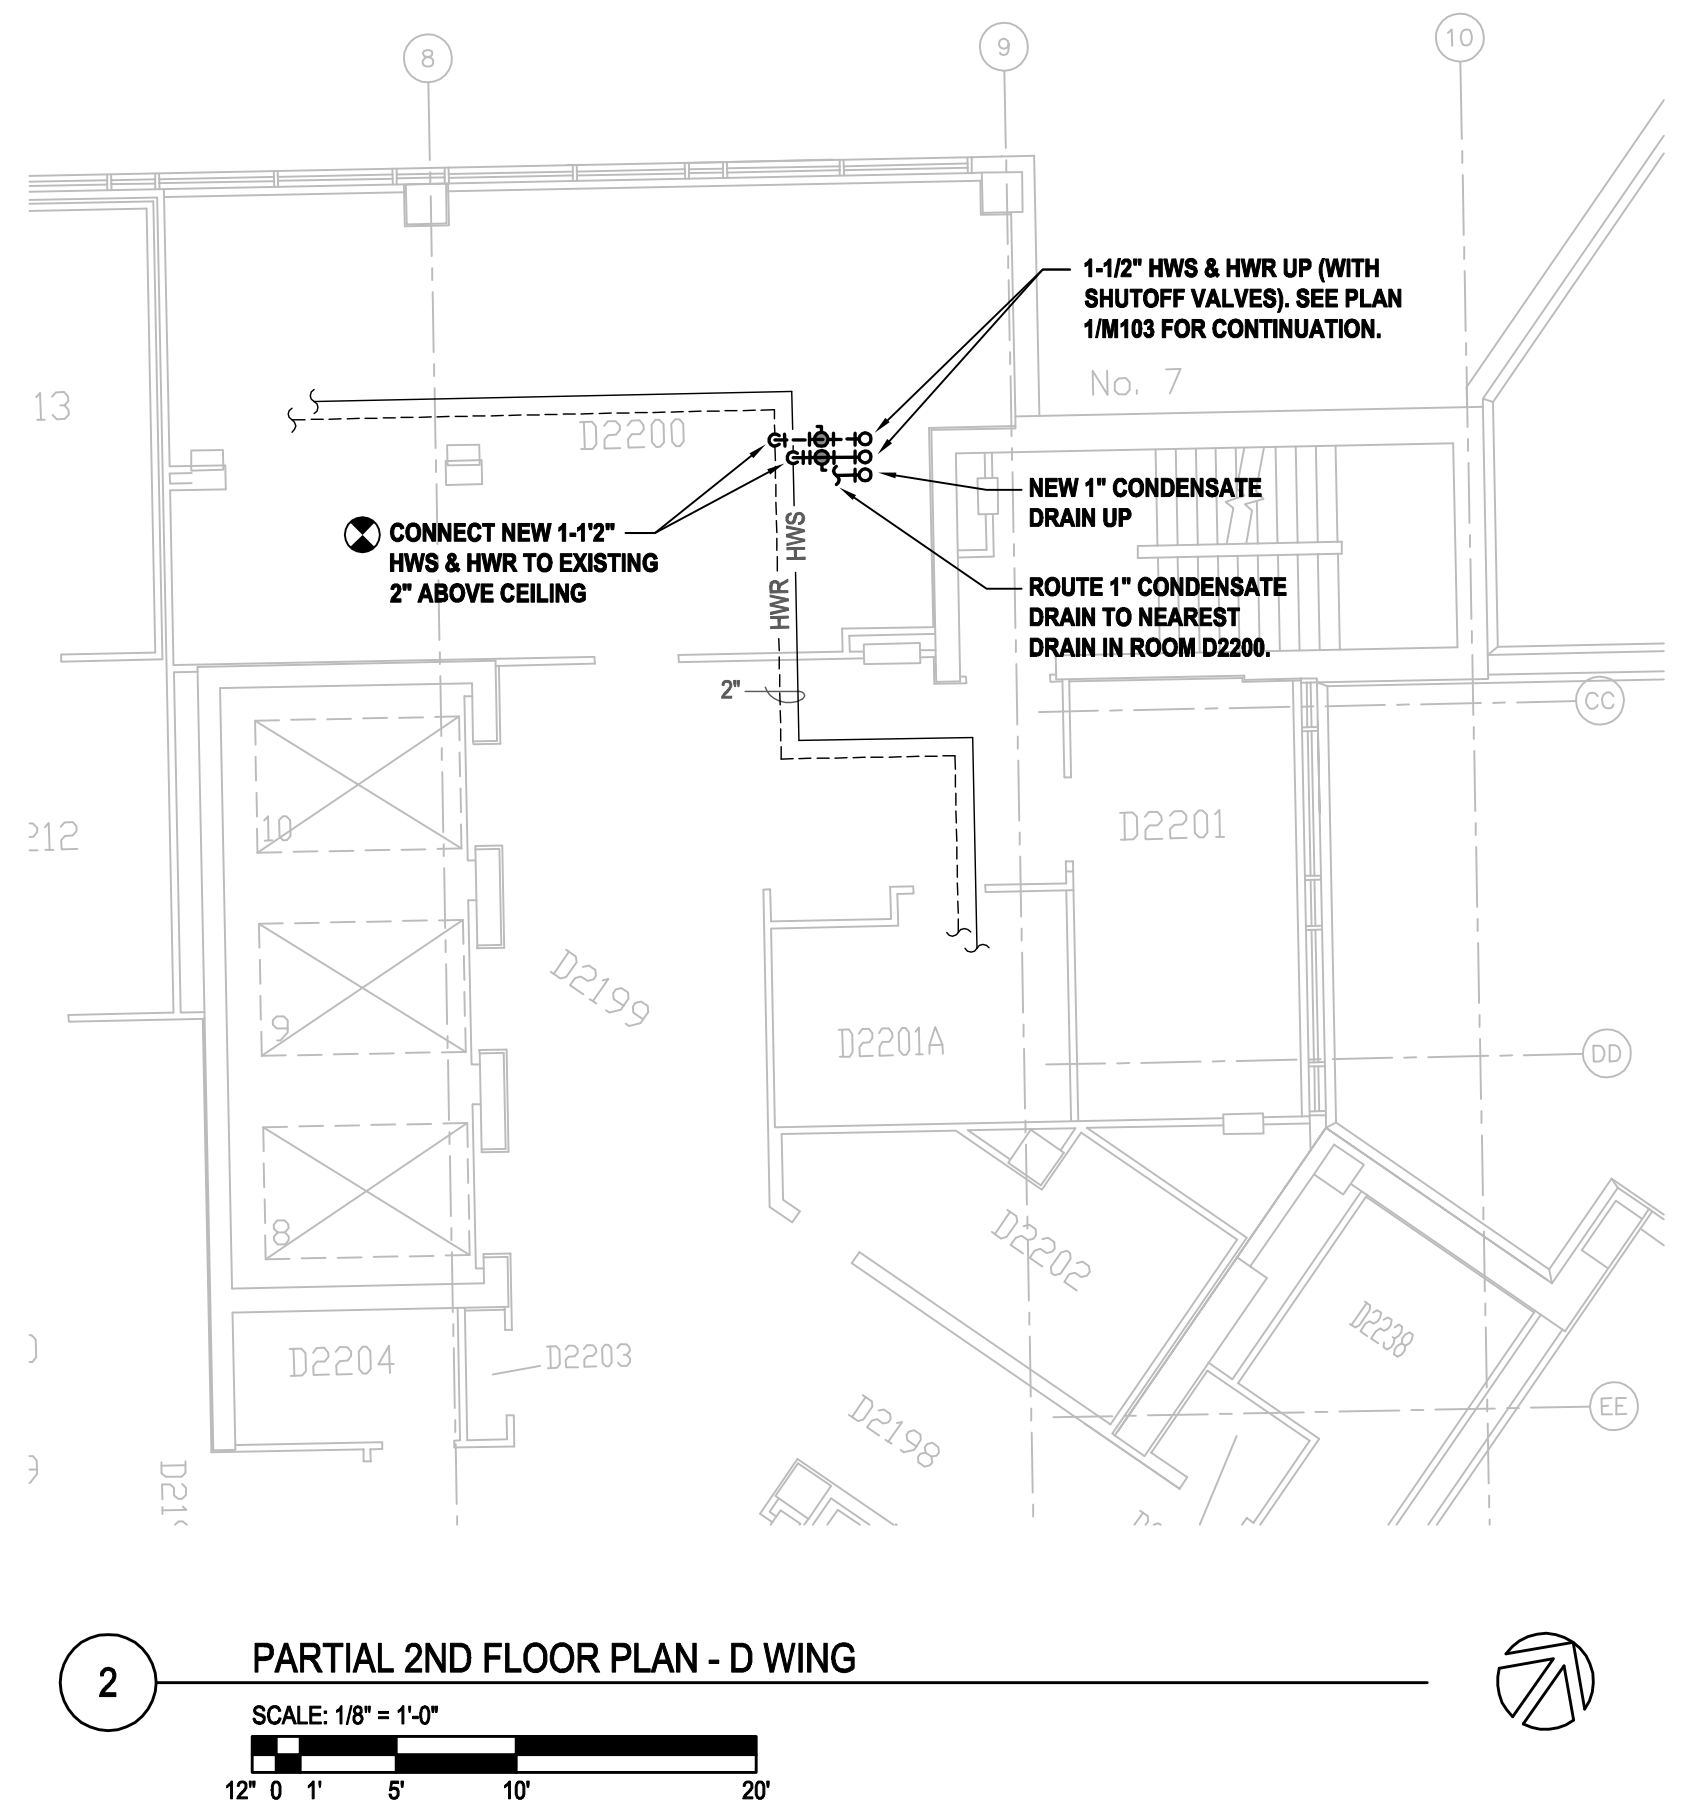 8
9
10
1-1/2" HWS & HWR UP (WITH
SHUTOFF VALVES). SEE PLAN
1/M103 FOR CONTINUATION.
No. 7
13
D2200
NEW 1" CONDENSATE
DRAIN UP
CONNECT NEW 1-1'2"
HWS & HWR TO EXISTING
2" ABOVE CEILING
HWS
HWR
ROUTE 1" CONDENSATE
DRAIN TO NEAREST
DRAIN IN ROOM D2200.
2"
CC
10
212
D2201
9
D2199
D2201A
DD
8
D2202
D2238
D2204
D2203
EE
D2198
2
PARTIAL 2ND FLOOR PLAN - D WING
SCALE: 1/8" = 1'-0"
12" 0 1' 5' 10' 20'